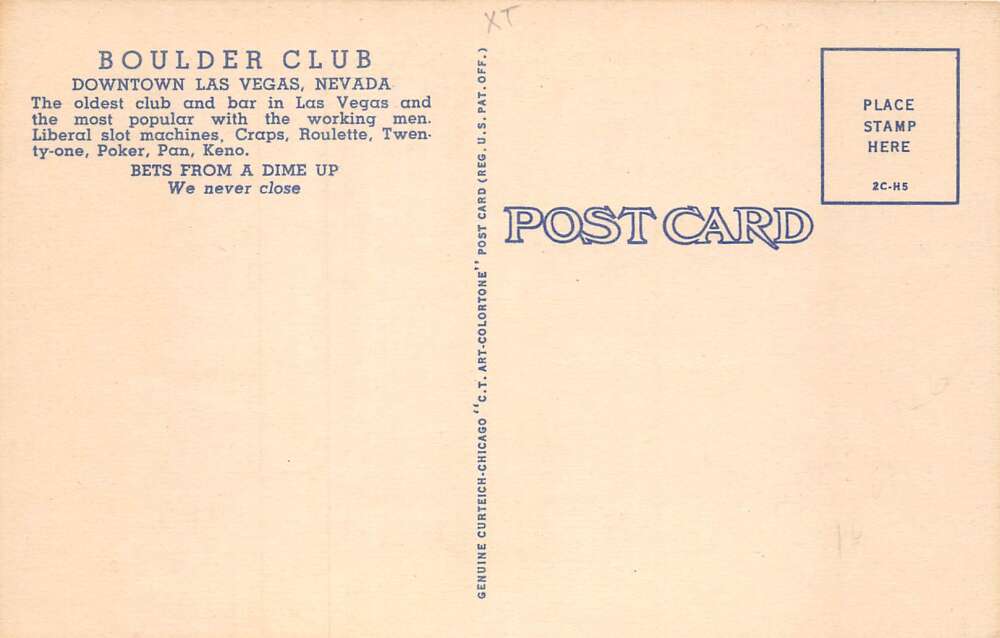 XT
BOULDER CLUB
DOWNTOWN LAS VEGAS, NEVADA
The oldest club and bar in Las Vegas and
the most popular with the working men.
Liberal slot machines, Craps, Roulette, Twen-
ty-one, Poker, Pan, Keno.
BETS FROM A DIME UP
We never close
GENUINE CURTEICH-CHICAGO "C.T. ART-COLORTONE" POST CARD (REG. U.S. PAT. OFF.)
POST CARD
PLACE
STAMP
HERE
2C-H5